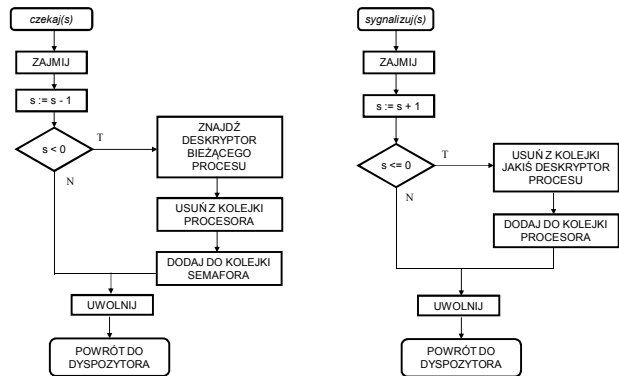 czekaj(s)
ZAJMIJ
s := s - 1
s < 0
T
N
ZNAJDŹ
DESKRYPTOR
BIEŻĄCEGO
PROCESU
USUŃ Z KOLEJKI
PROCESORA
DODAJ DO KOLEJKI
SEMAFORA
UWOLNIJ
POWRÓT DO
DYSPOZYTORA
sygnalizuj(s)
ZAJMIJ
s := s + 1
s <= 0
T
N
USUŃ Z KOLEJKI
JAKIŚ DESKRYPTOR
PROCESU
DODAJ DO KOLEJKI
PROCESORA
UWOLNIJ
POWRÓT DO
DYSPOZYTORA